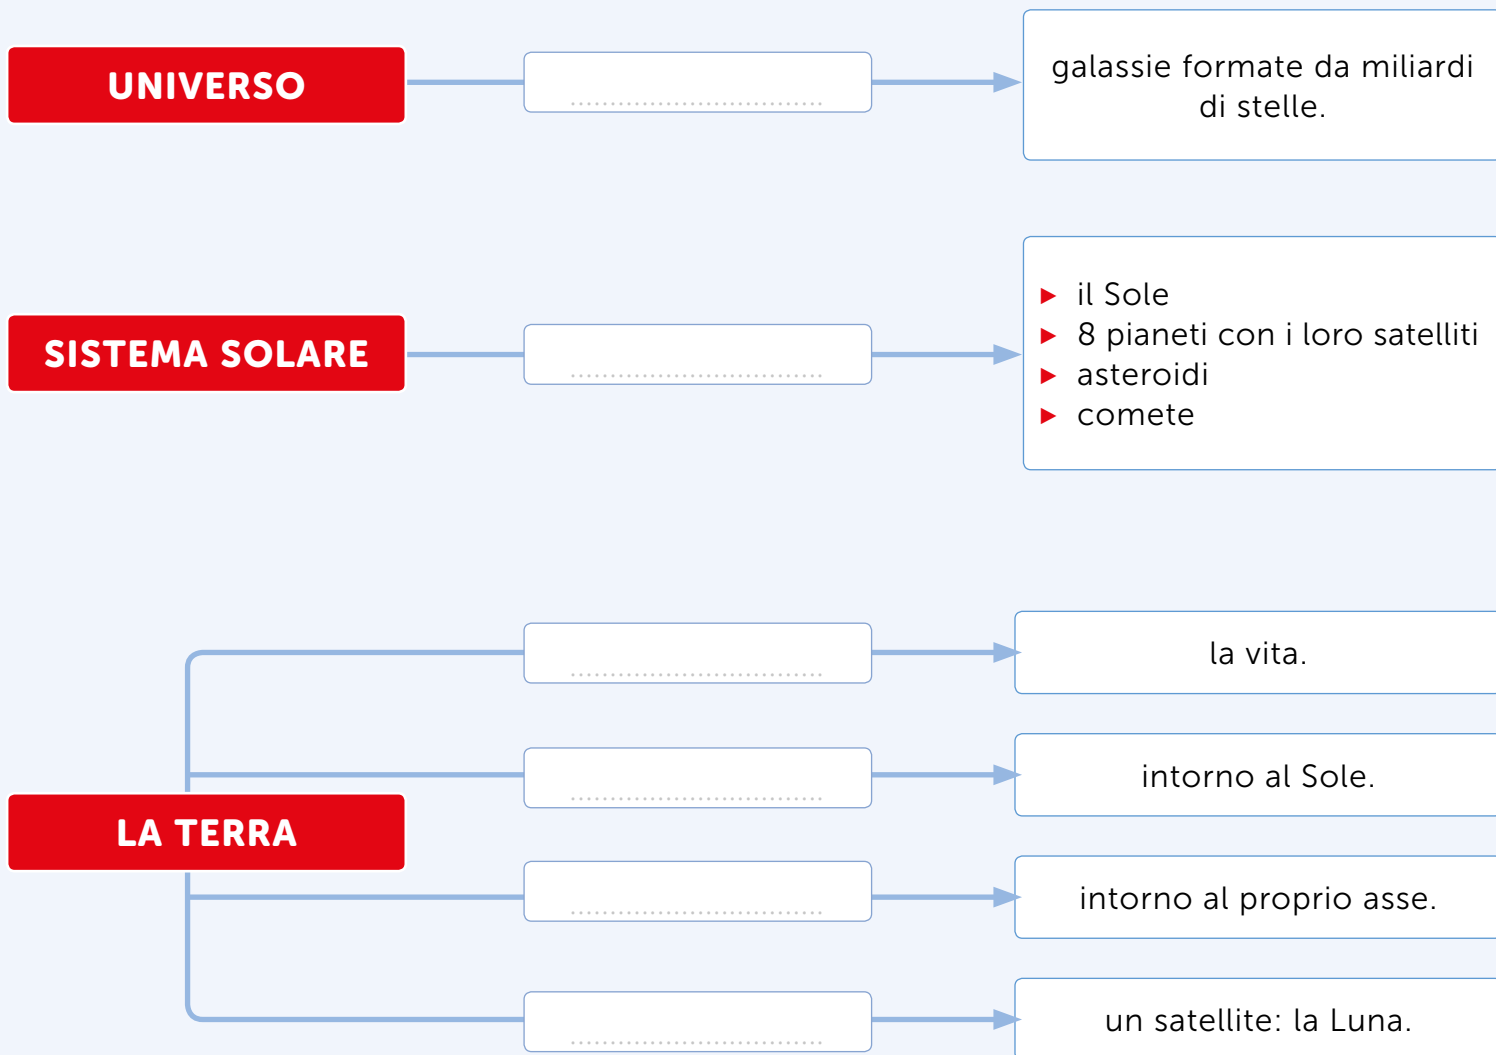 UNIVERSO
galassie formate da miliardi
di stelle.
SISTEMA SOLARE
► il Sole
► 8 pianeti con i loro satelliti
► asteroidi
► comete
LA TERRA
la vita.
intorno al Sole.
intorno al proprio asse.
un satellite: la Luna.